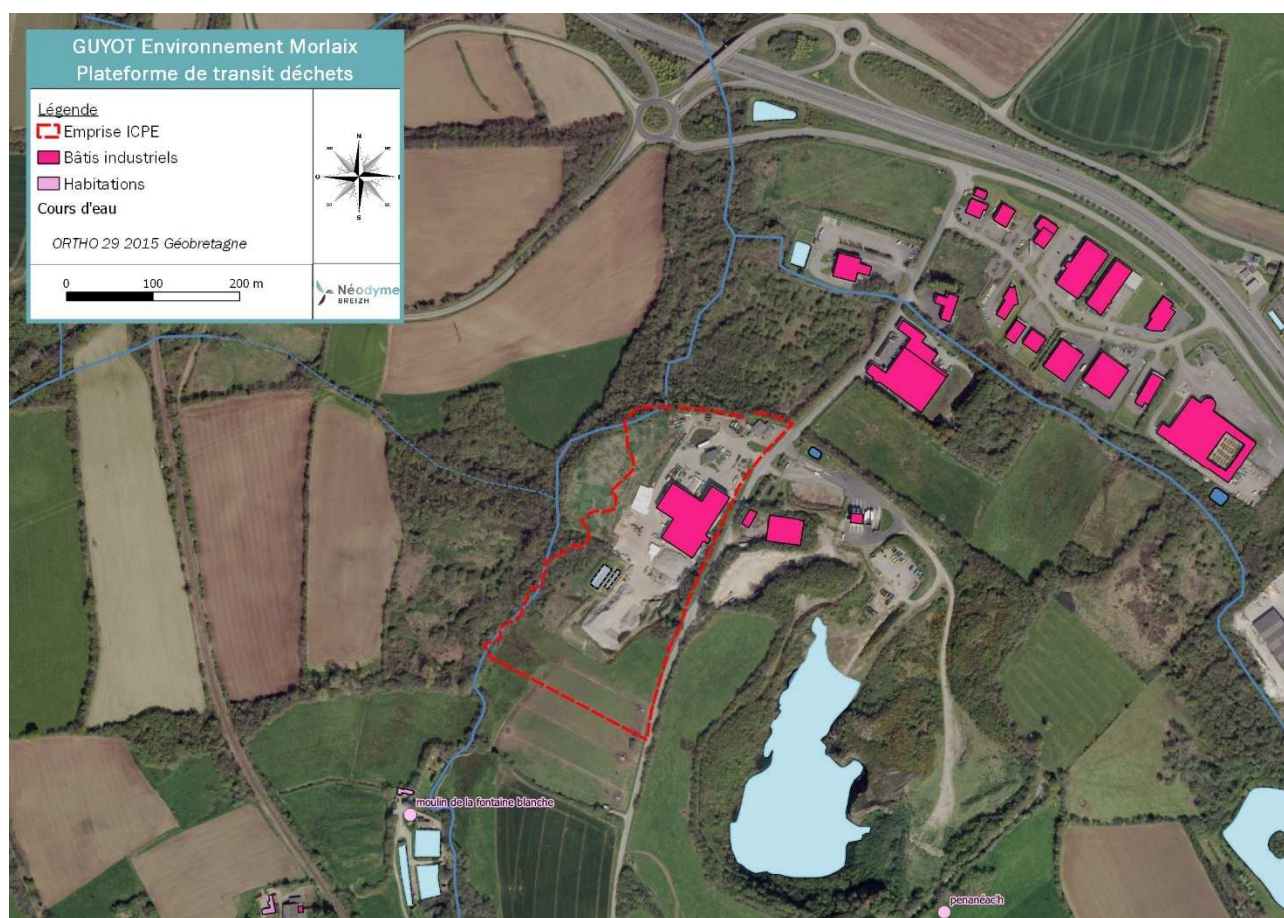 GUYOT Environnement Morlaix
Plateforme de transit déchets
Légende
Emprise ICPE
Bâtis industriels
Habitations
Cours d'eau
ORTHO 29 2015 Géobretagne
0 100 200 m
N
O
S
Néodyme
BREIZH
moulin de la fontaine blanche
penanéac'h